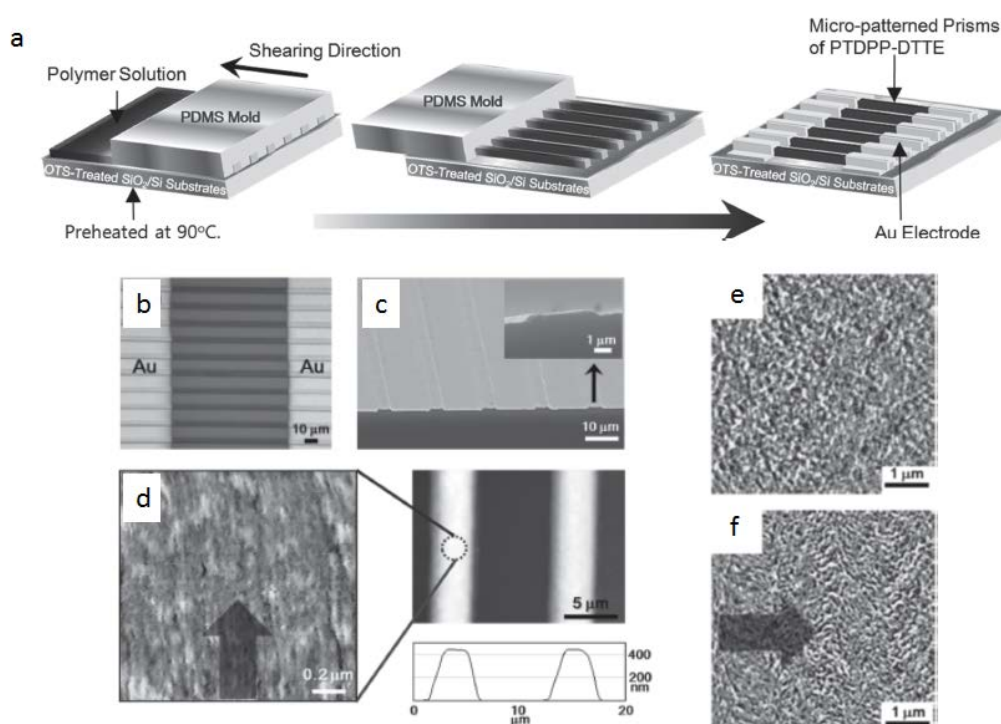 a
Shearing Direction
Polymer Solution
PDMS Mold
OTS-Treated SiO₂/Si Substrates
Preheated at 90ºC.
PDMS Mold
OTS-Treated SiO₂/Si Substrates
Micro-patterned Prisms
of PTDPP-DTTE
OTS-Treated SiO₂/Si Substrates
Au Electrode
b
Au
Au
10 µm
c
1 µm
10 µm
d
0.2 µm
5 µm
400
200
nm
0
10
20
µm
e
1 µm
f
1 µm